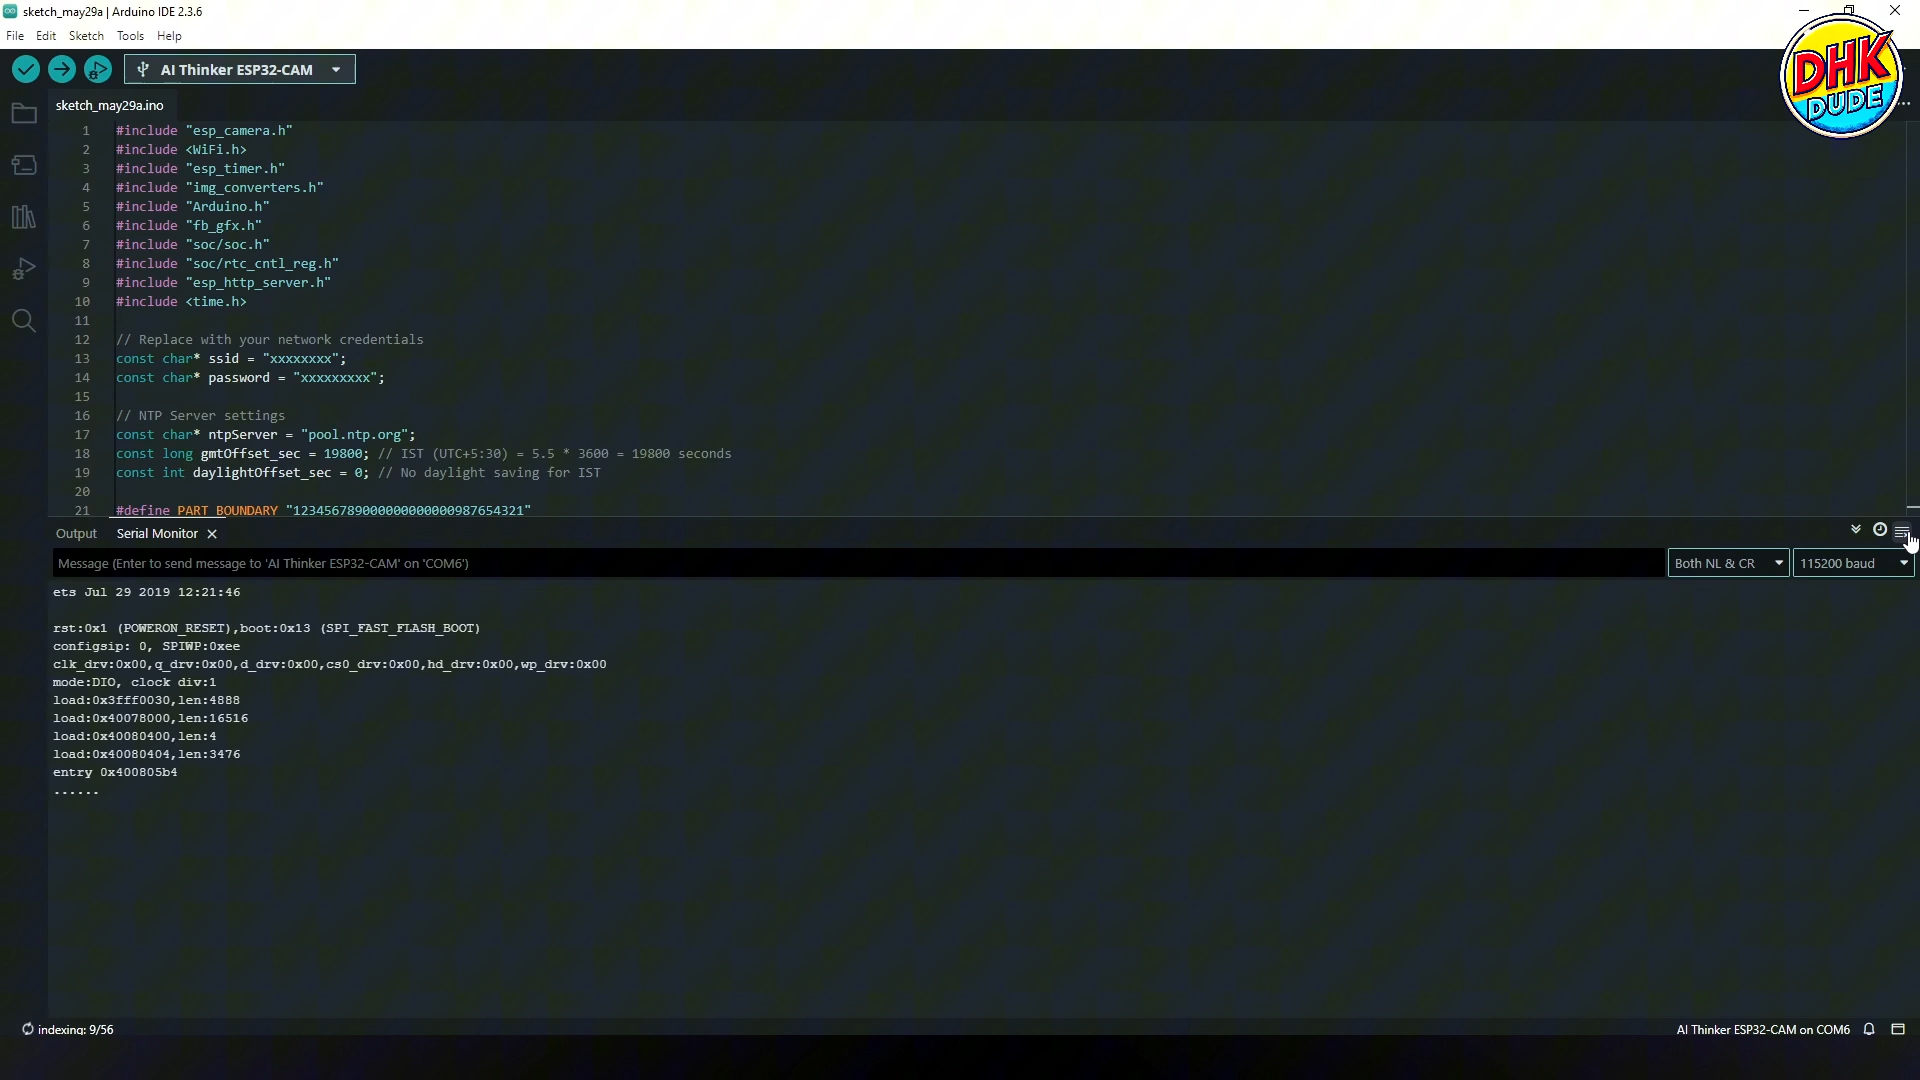 sketch_may29a | Arduino IDE 2.3.6
File Edit Sketch Tools Help
AI Thinker ESP32-CAM
DHK
DUDE
sketch_may29a.ino
1 #include "esp_camera.h"
2 #include <WiFi.h>
3 #include "esp_timer.h"
4 #include "img_converters.h"
5 #include "Arduino.h"
6 #include "fb_gfx.h"
7 #include "soc/soc.h"
8 #include "soc/rtc_cntl_reg.h"
9 #include "esp_http_server.h"
10 #include <time.h>
11
12 // Replace with your network credentials
13 const char* ssid = "xxxxxxxx";
14 const char* password = "xxxxxxxxx";
15
16 // NTP Server settings
17 const char* ntpServer = "pool.ntp.org";
18 const long gmtOffset_sec = 19800; // IST (UTC+5:30) = 5.5 * 3600 = 19800 seconds
19 const int daylightOffset_sec = 0; // No daylight saving for IST
20
21 #define PART_BOUNDARY "123456789000000000000987654321"
Output Serial Monitor
Message (Enter to send message to 'AI Thinker ESP32-CAM' on 'COM6') Both NL & CR 115200 baud
ets Jul 29 2019 12:21:46
rst:0x1 (POWERON_RESET),boot:0x13 (SPI_FAST_FLASH_BOOT)
configsip: 0, SPIWP:0xee
clk_drv:0x00,q_drv:0x00,d_drv:0x00,cs0_drv:0x00,hd_drv:0x00,wp_drv:0x00
mode:DIO, clock div:1
load:0x3fff0030,len:4888
load:0x40078000,len:16516
load:0x40080400,len:4
load:0x40080404,len:3476
entry 0x400805b4
......
indexing: 9/56 AI Thinker ESP32-CAM on COM6